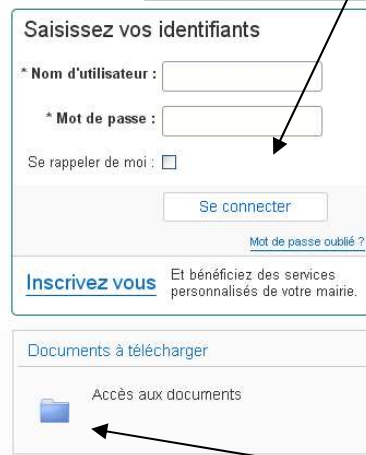 Saisissez vos identifiants
* Nom d'utilisateur :
* Mot de passe :
Se rappeler de moi :
Se connecter
Mot de passe oublié ?
Inscrivez vous Et bénéficiez des services
personnalisés de votre mairie.
Documents à télécharger
Accès aux documents